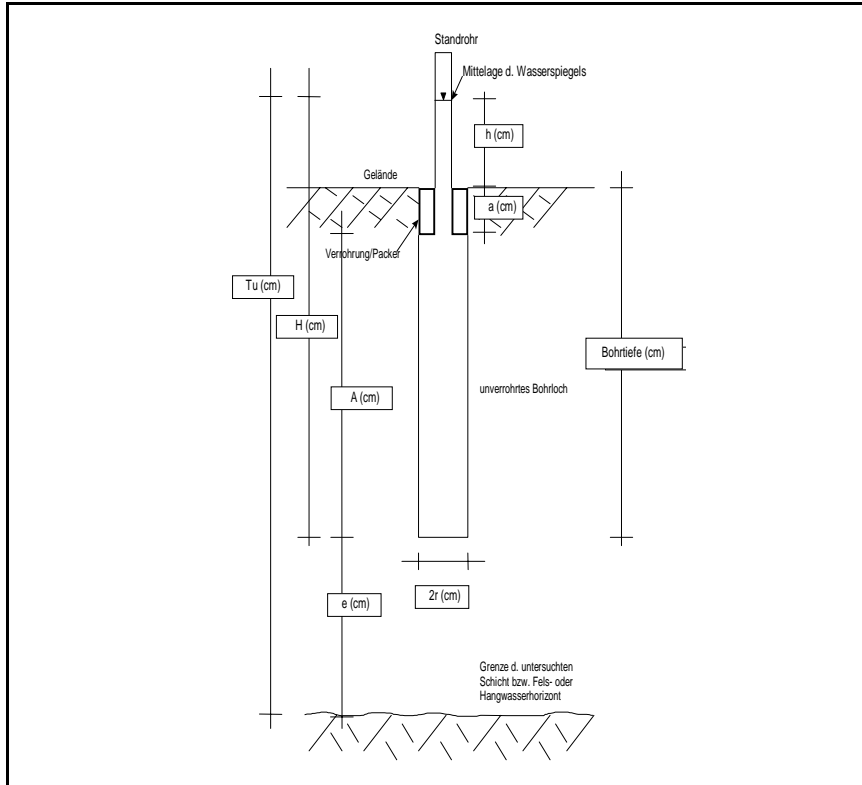 Standrohr
Mittelage d. Wasserspiegels
h (cm)
Gelände
a (cm)
Verrohrung/Packer
Tu (cm)
H (cm)
Bohrtiefe (cm)
A (cm)
unverrohrtes Bohrloch
2r (cm)
e (cm)
Grenze d. untersuchten
Schicht bzw. Fels- oder
Hangwasserhorizont